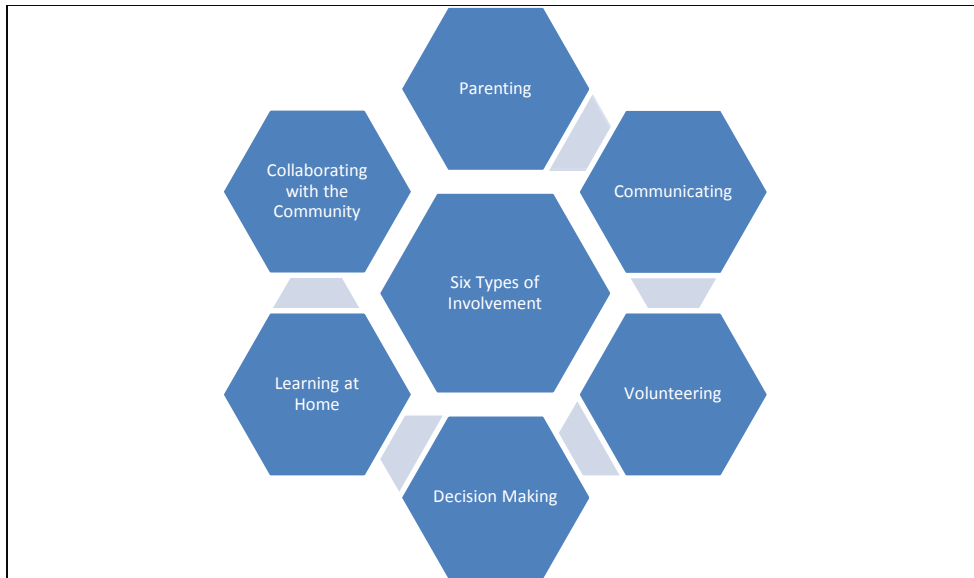 Parenting
Communicating
Volunteering
Decision Making
Learning at
Home
Collaborating
with the
Community
Six Types of
Involvement